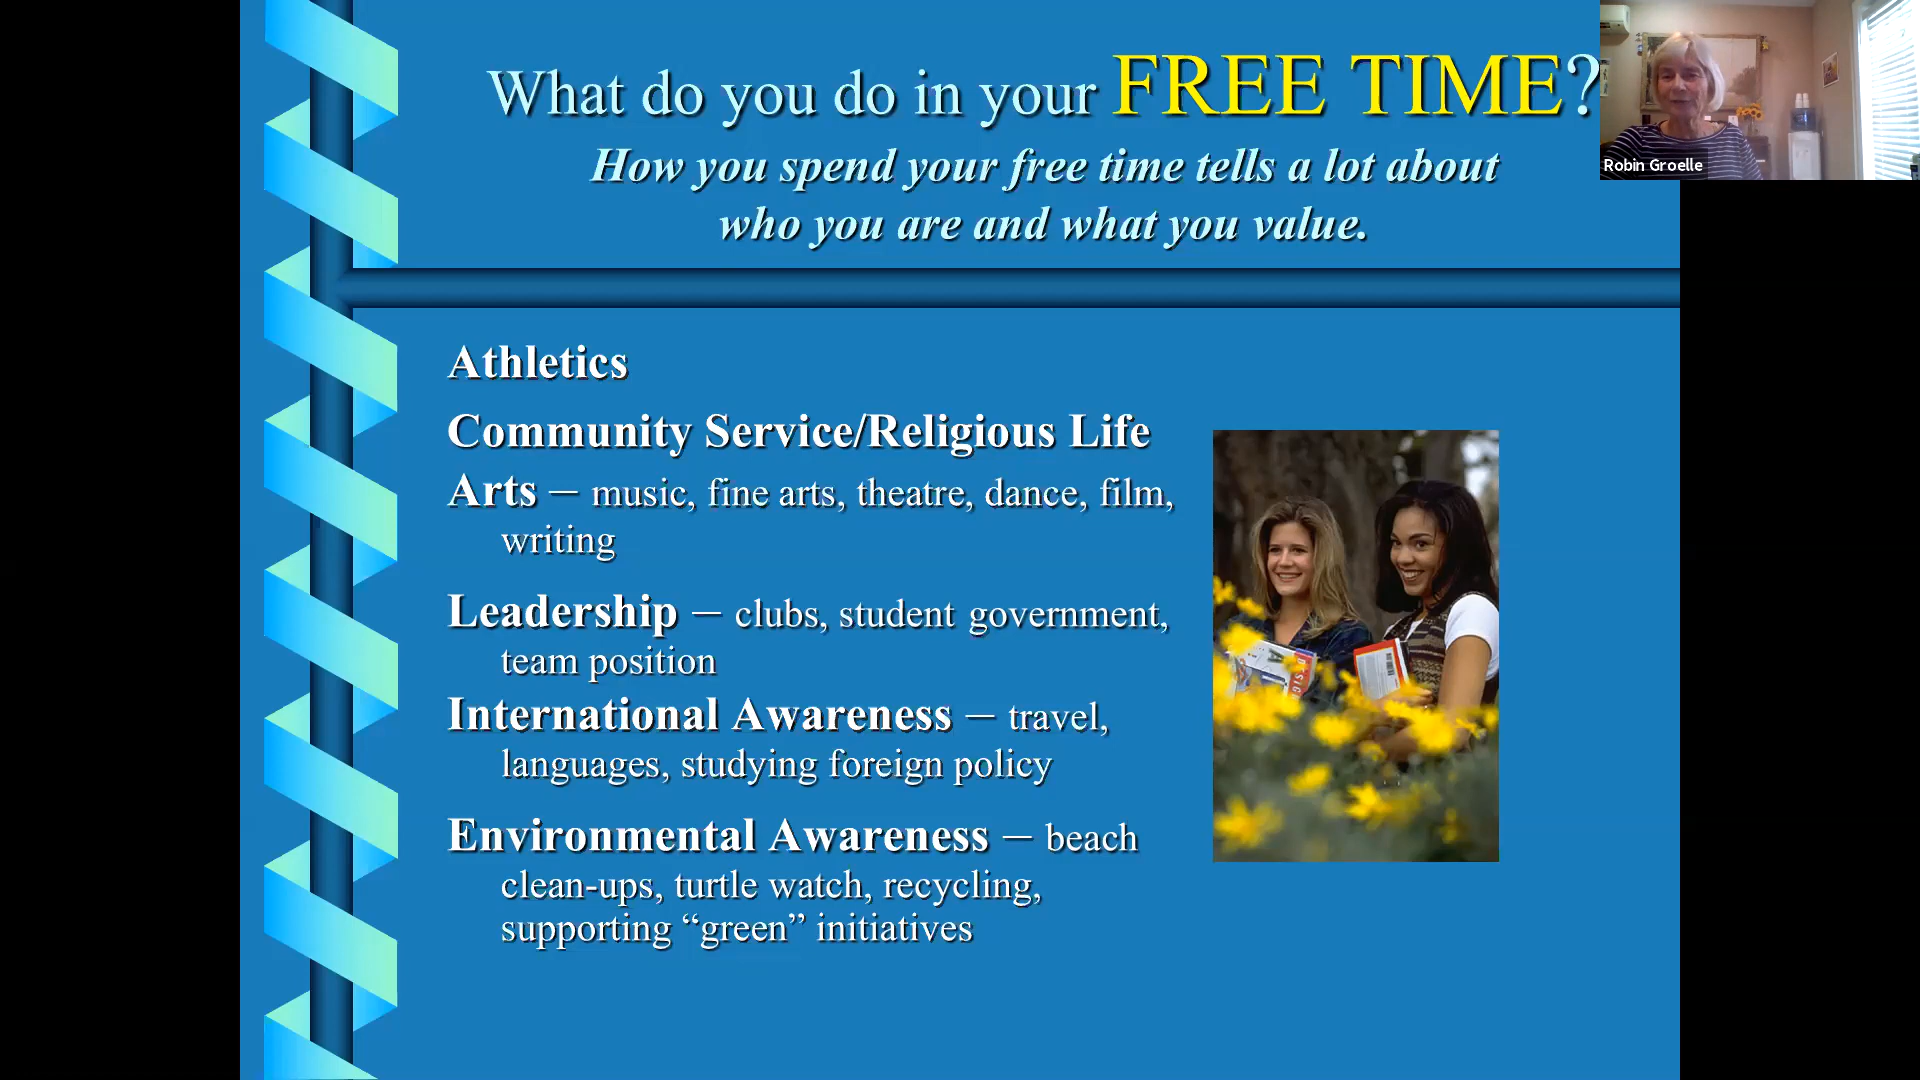 What do you do in your FREE TIME?
How you spend your free time tells a lot about
who you are and what you value.
Robin Groelle
Athletics
Community Service/Religious Life
Arts – music, fine arts, theatre, dance, film,
writing
Leadership – clubs, student government,
team position
International Awareness – travel,
languages, studying foreign policy
Environmental Awareness – beach
clean-ups, turtle watch, recycling,
supporting “green” initiatives